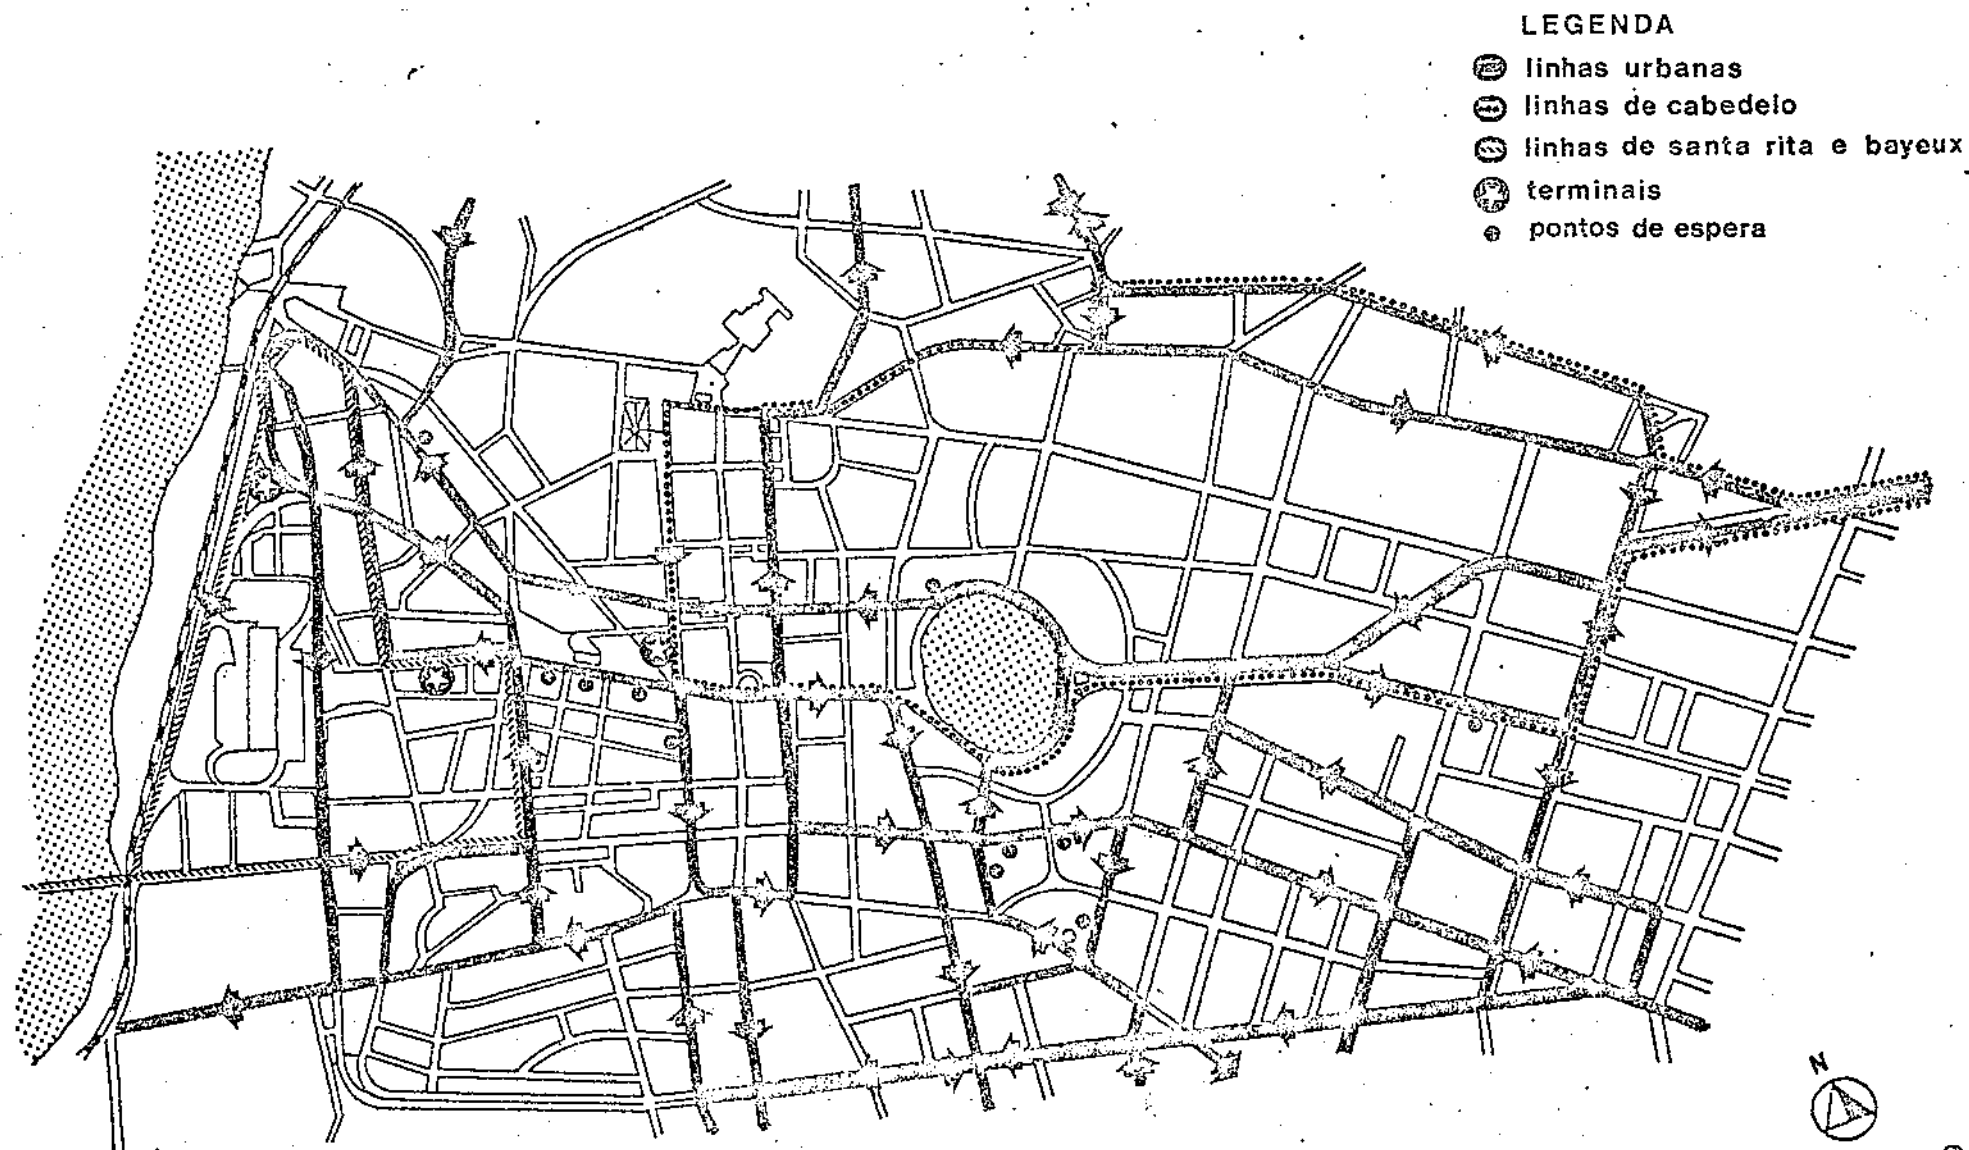 LEGENDA
linhas urbanas
linhas de cabedelo
linhas de santa rita e bayeux
terminais
pontos de espera
N